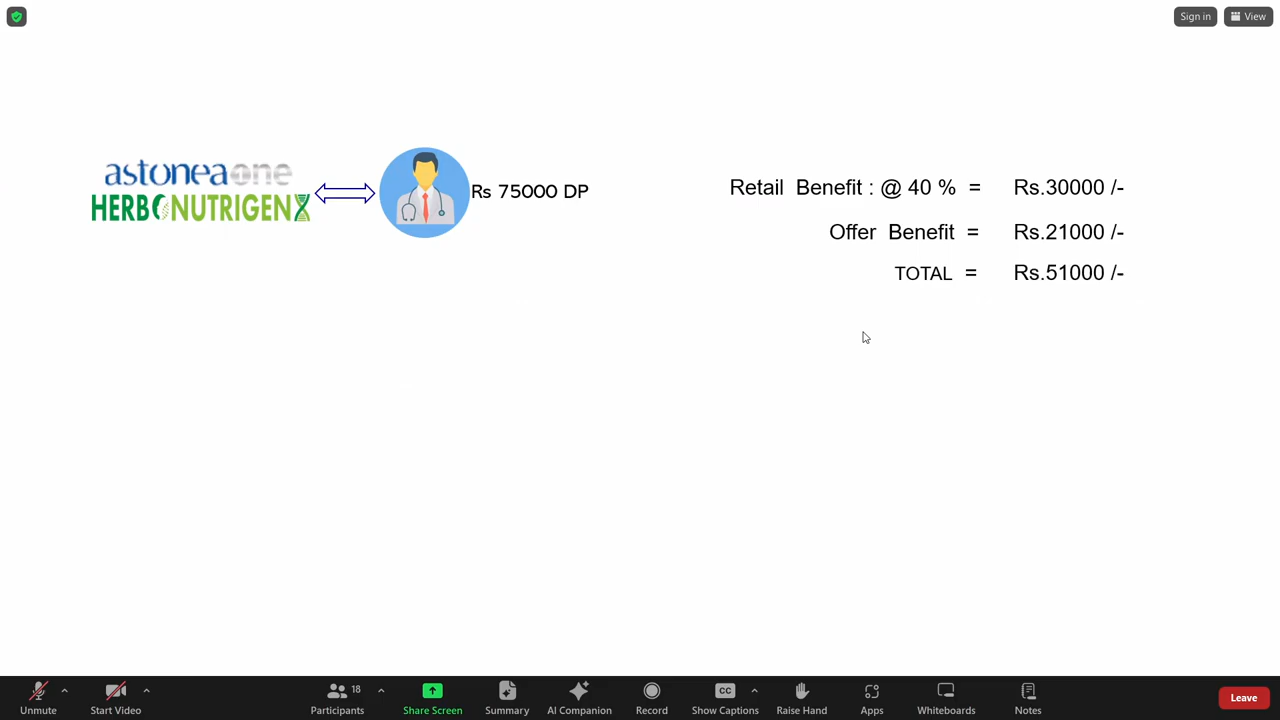 Sign in
View
astonea one
HERBONUTRIGENX
Rs 75000 DP
Retail Benefit : @ 40 % = Rs.30000 /-
Offer Benefit = Rs.21000 /-
TOTAL = Rs.51000 /-
18
CC
Unmute
Start Video
Participants
Share Screen
Summary
AI Companion
Record
Show Captions
Raise Hand
Apps
Whiteboards
Notes
Leave